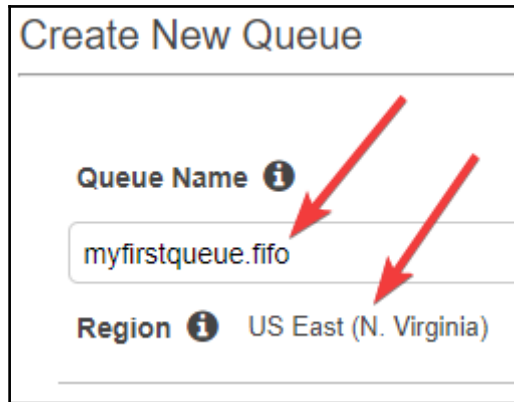 Create New Queue
Queue Name
myfirstqueue.fifo
Region US East (N. Virginia)